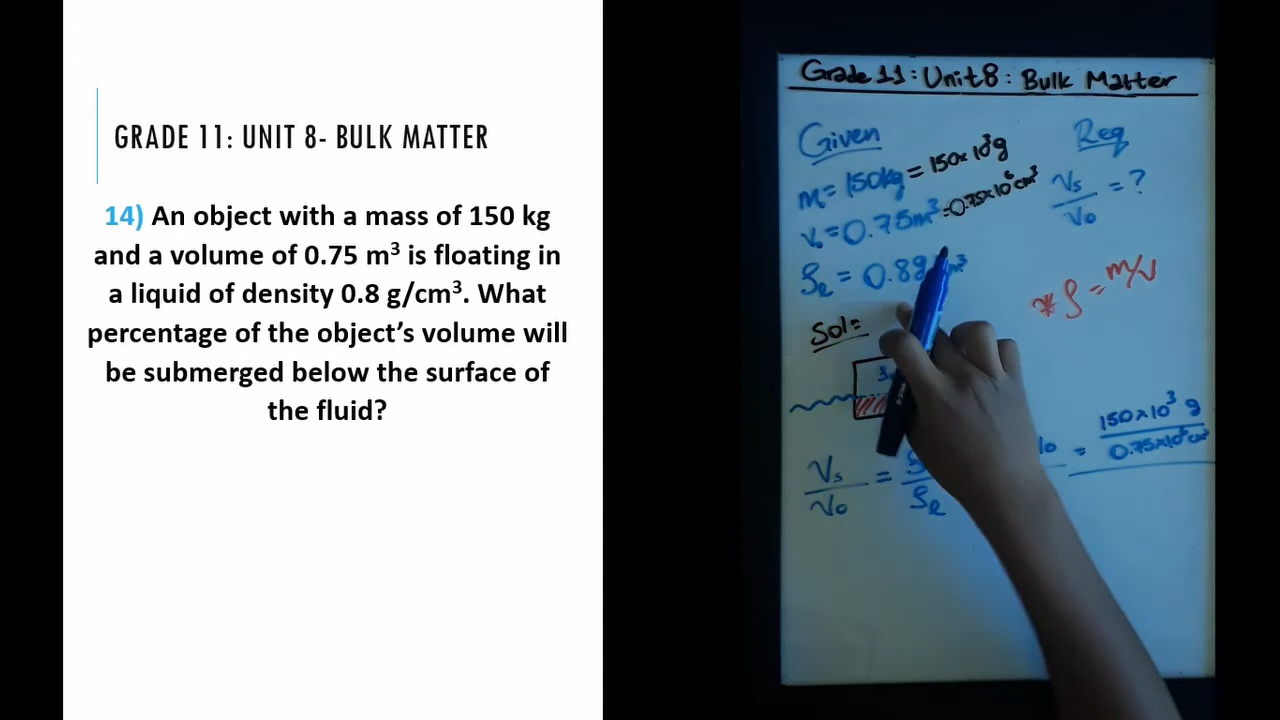 GRADE 11: UNIT 8- BULK MATTER
14) An object with a mass of 150 kg
and a volume of 0.75 m³ is floating in
a liquid of density 0.8 g/cm³. What
percentage of the object's volume will
be submerged below the surface of
the fluid?
Grade 11: Unit 8: Bulk Matter
Given
Req
m = 150kg = 150×10³g
V₀ = 0.75m³ = 0.75×10⁶cm³
Vs/V₀ = ?
ρℓ = 0.8g
* ρ = m/V
Sol=
Vs/V₀ =
ρℓ
= 150×10³ g / 0.75×10⁶ cm³